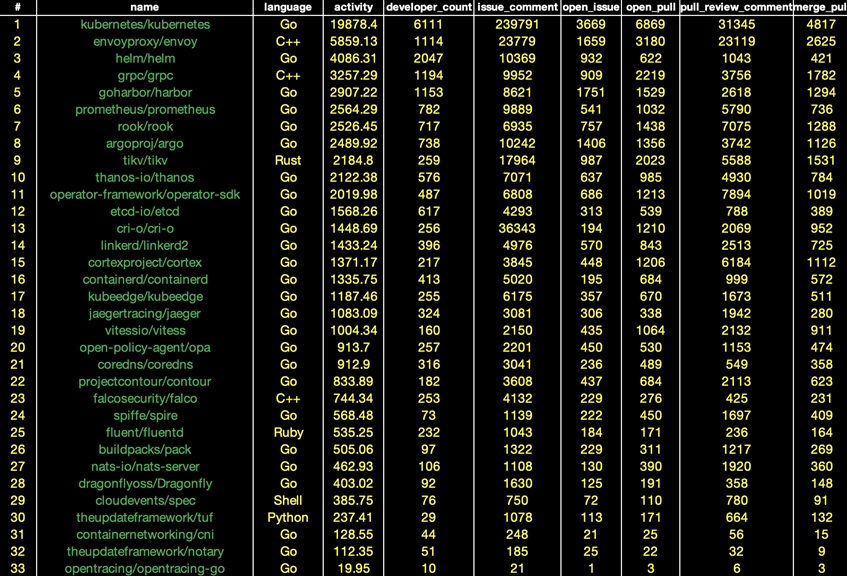 # name language activity developer_count issue_comment open_issue open_pull pull_review_comment merge_pull
1 kubernetes/kubernetes Go 19878.4 6111 239791 3669 6869 31345 4817
2 envoyproxy/envoy C++ 5859.13 1114 23779 1659 3180 23119 2625
3 helm/helm Go 4086.31 2047 10369 932 622 1043 421
4 grpc/grpc C++ 3257.29 1194 9952 909 2219 3756 1782
5 goharbor/harbor Go 2907.22 1153 8621 1751 1529 2618 1294
6 prometheus/prometheus Go 2564.29 782 9889 541 1032 5790 736
7 rook/rook Go 2526.45 717 6935 757 1438 7075 1288
8 argoproj/argo Go 2489.92 738 10242 1406 1356 3742 1126
9 tikv/tikv Rust 2184.8 259 17964 987 2023 5588 1531
10 thanos-io/thanos Go 2122.38 576 7071 637 985 4930 784
11 operator-framework/operator-sdk Go 2019.98 487 6808 686 1213 7894 1019
12 etcd-io/etcd Go 1568.26 617 4293 313 539 788 389
13 cri-o/cri-o Go 1448.69 256 36343 194 1210 2069 952
14 linkerd/linkerd2 Go 1433.24 396 4976 570 843 2513 725
15 cortexproject/cortex Go 1371.17 217 3845 448 1206 6184 1112
16 containerd/containerd Go 1335.75 413 5020 195 684 999 572
17 kubeedge/kubeedge Go 1187.46 255 6175 357 670 1673 511
18 jaegertracing/jaeger Go 1083.09 324 3081 306 338 1942 280
19 vitessio/vitess Go 1004.34 160 2150 435 1064 2132 911
20 open-policy-agent/opa Go 913.7 257 2201 450 530 1153 474
21 coredns/coredns Go 912.9 316 3041 236 489 549 358
22 projectcontour/contour Go 833.89 182 3608 437 684 2113 623
23 falcosecurity/falco C++ 744.34 253 4132 229 276 425 231
24 spiffe/spire Go 568.48 73 1139 222 450 1697 409
25 fluent/fluentd Ruby 535.25 232 1043 184 171 236 164
26 buildpacks/pack Go 505.06 97 1322 229 311 1217 269
27 nats-io/nats-server Go 462.93 106 1108 130 390 1920 360
28 dragonflyoss/Dragonfly Go 403.02 92 1630 125 191 358 148
29 cloudevents/spec Shell 385.75 76 750 72 110 780 91
30 theupdateframework/tuf Python 237.41 29 1078 113 171 664 132
31 containernetworking/cni Go 128.55 44 248 21 25 56 15
32 theupdateframework/notary Go 112.35 51 185 25 22 32 9
33 opentracing/opentracing-go Go 19.95 10 21 1 3 6 3